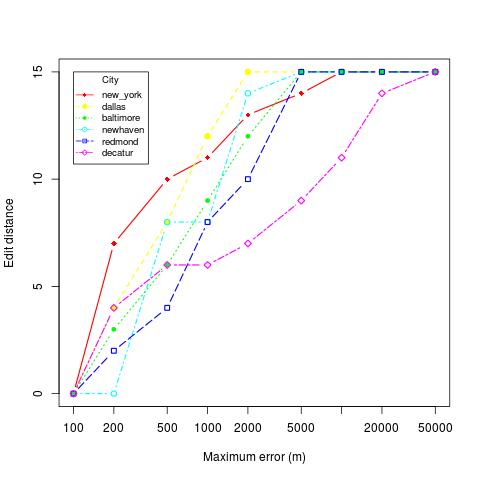 City
new_york
dallas
baltimore
newhaven
redmond
decatur
15
10
5
0
Edit distance
100 200 500 1000 2000 5000 20000 50000
Maximum error (m)